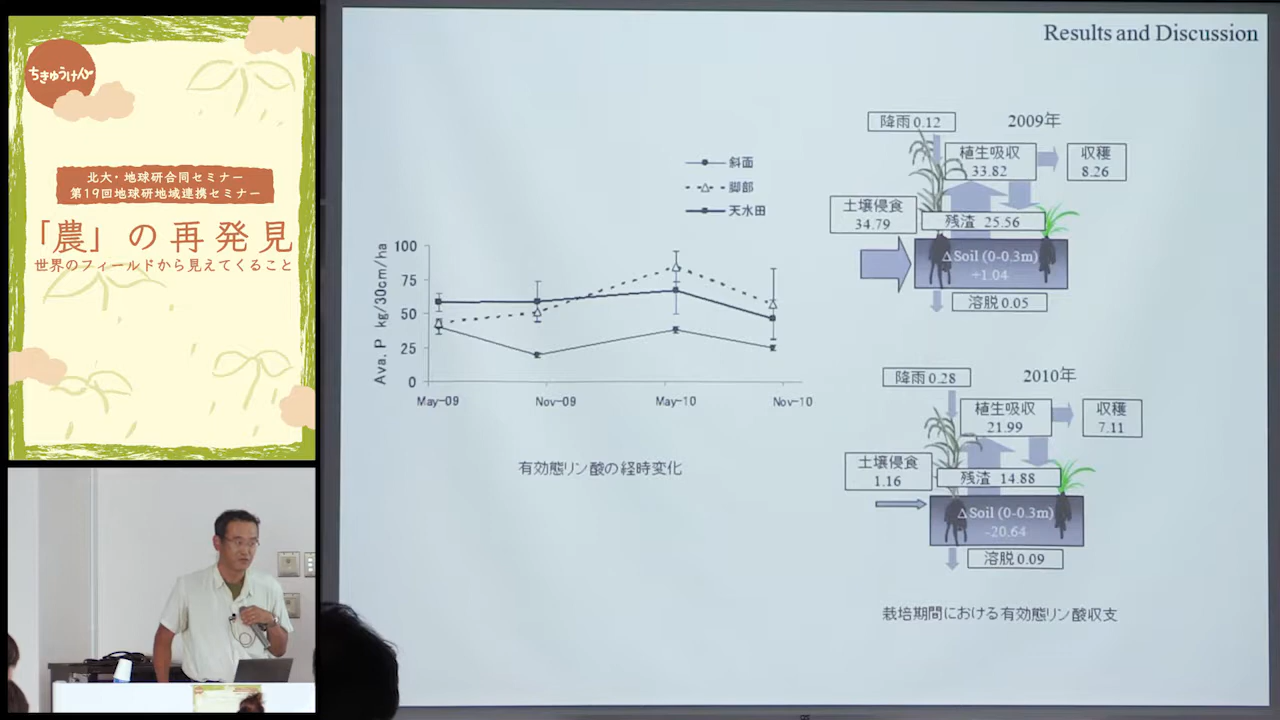 ちきゅうけん
北大・地球研合同セミナー
第19回地球研地域連携セミナー
「農」の再発見
世界のフィールドから見えてくること
Results and Discussion
斜面
脚部
天水田
Ava. P kg/30cm/ha
100
75
50
25
0
May-09
Nov-09
May-10
Nov-10
有効態リン酸の経時変化
2009年
降雨 0.12
植生吸収
33.82
収穫
8.26
土壌侵食
34.79
残渣 25.56
ΔSoil (0-0.3m)
+1.04
溶脱 0.05
2010年
降雨 0.28
植生吸収
21.99
収穫
7.11
土壌侵食
1.16
残渣 14.88
ΔSoil (0-0.3m)
-20.64
溶脱 0.09
栽培期間における有効態リン酸収支